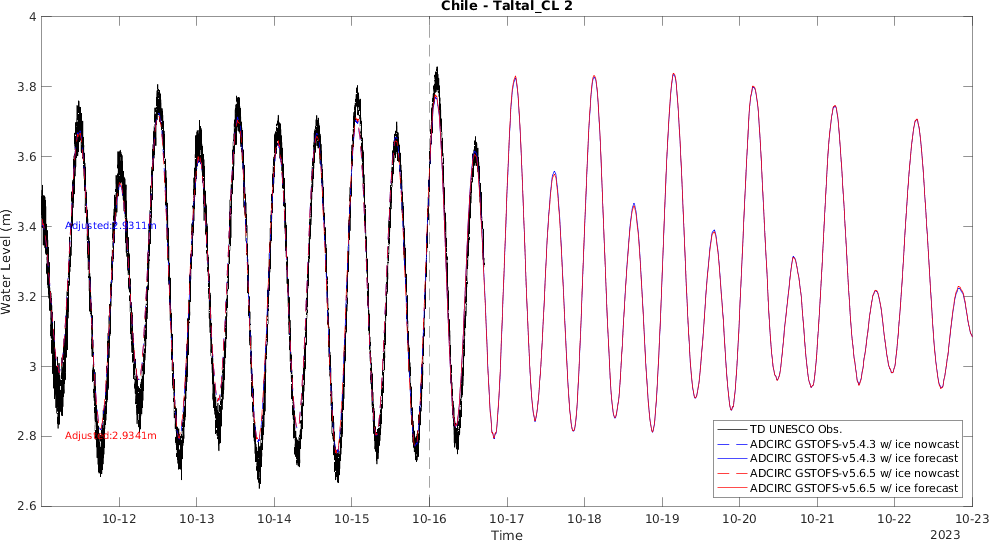 Chile - Taltal_CL 2
4
3.8
3.6
3.4
3.2
3
2.8
2.6
Water Level (m)
Adjusted:2.9311m
Adjusted:2.9341m
TD UNESCO Obs.
ADCIRC GSTOFS-v5.4.3 w/ ice nowcast
ADCIRC GSTOFS-v5.4.3 w/ ice forecast
ADCIRC GSTOFS-v5.6.5 w/ ice nowcast
ADCIRC GSTOFS-v5.6.5 w/ ice forecast
10-12 10-13 10-14 10-15 10-16 10-17 10-18 10-19 10-20 10-21 10-22 10-23
Time
2023